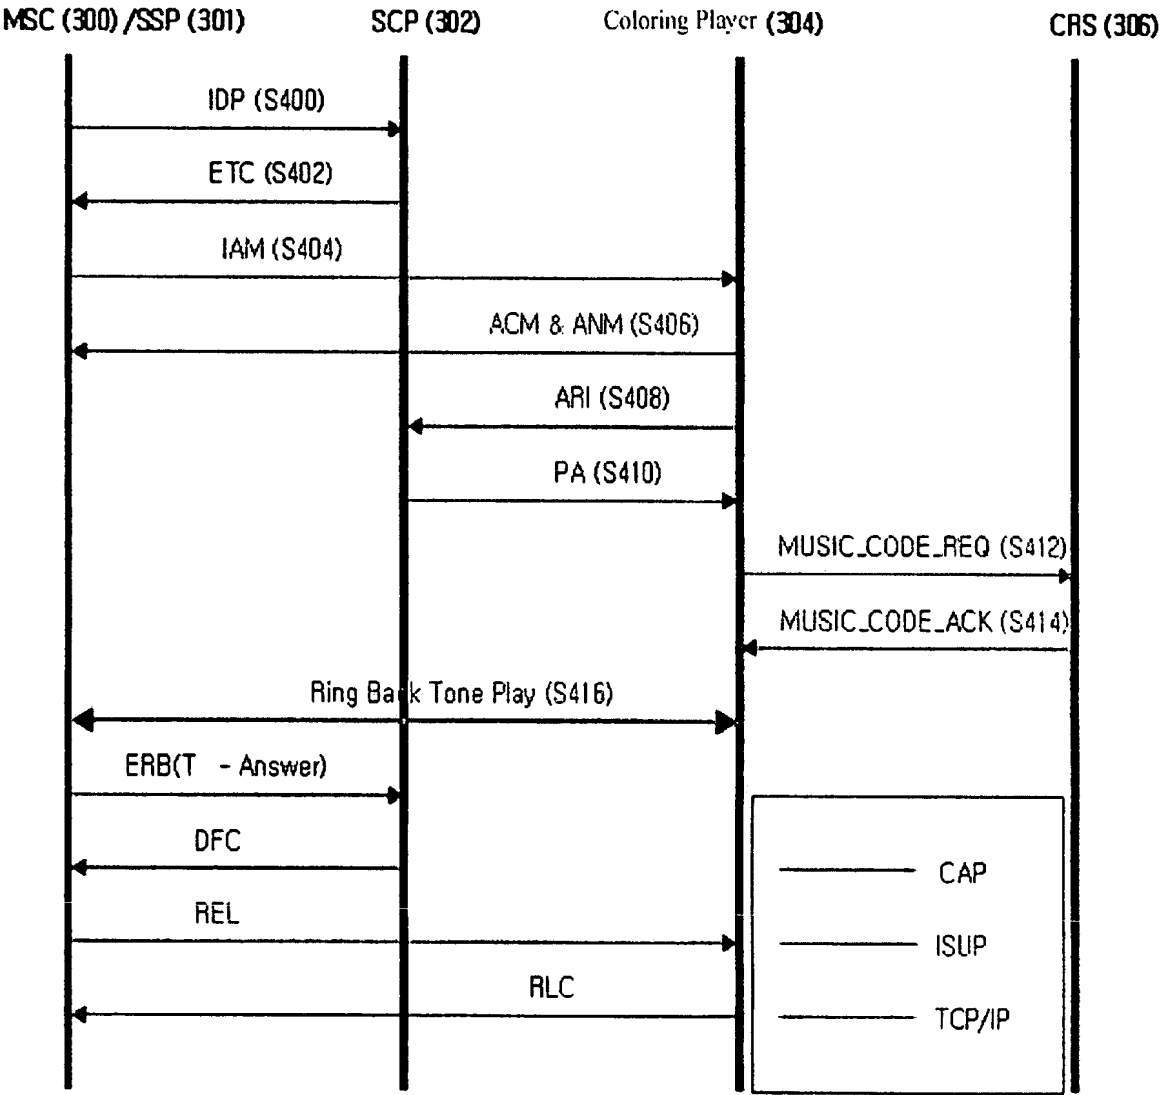 MSC (300) /SSP (301) SCP (302) Coloring Player (304) CRS (306)
IDP (S400)
ETC (S402)
IAM (S404)
ACM & ANM (S406)
ARI (S408)
PA (S410)
MUSIC_CODE_REQ (S412)
MUSIC_CODE_ACK (S414)
Ring Back Tone Play (S416)
ERB(T - Answer)
DFC
CAP
REL
ISUP
RLC
TCP/IP